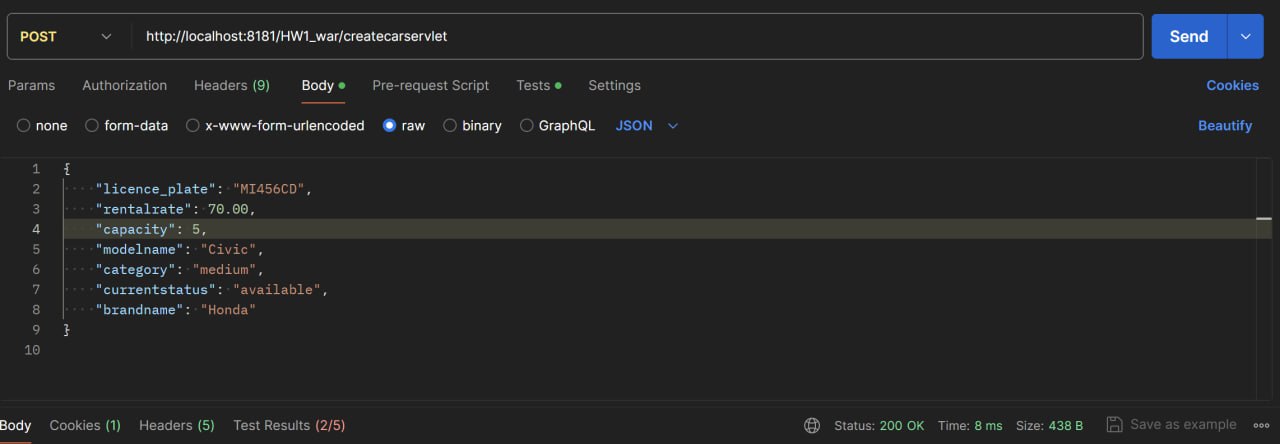 POST http://localhost:8181/HW1_war/createcarservlet Send
Params Authorization Headers (9) Body Pre-request Script Tests Settings Cookies
none form-data x-www-form-urlencoded raw binary GraphQL JSON Beautify
1 {
2 "licence_plate": "MI456CD",
3 "rentalrate": 70.00,
4 "capacity": 5,
5 "modelname": "Civic",
6 "category": "medium",
7 "currentstatus": "available",
8 "brandname": "Honda"
9 }
10
Body Cookies (1) Headers (5) Test Results (2/5) Status: 200 OK Time: 8 ms Size: 438 B Save as example